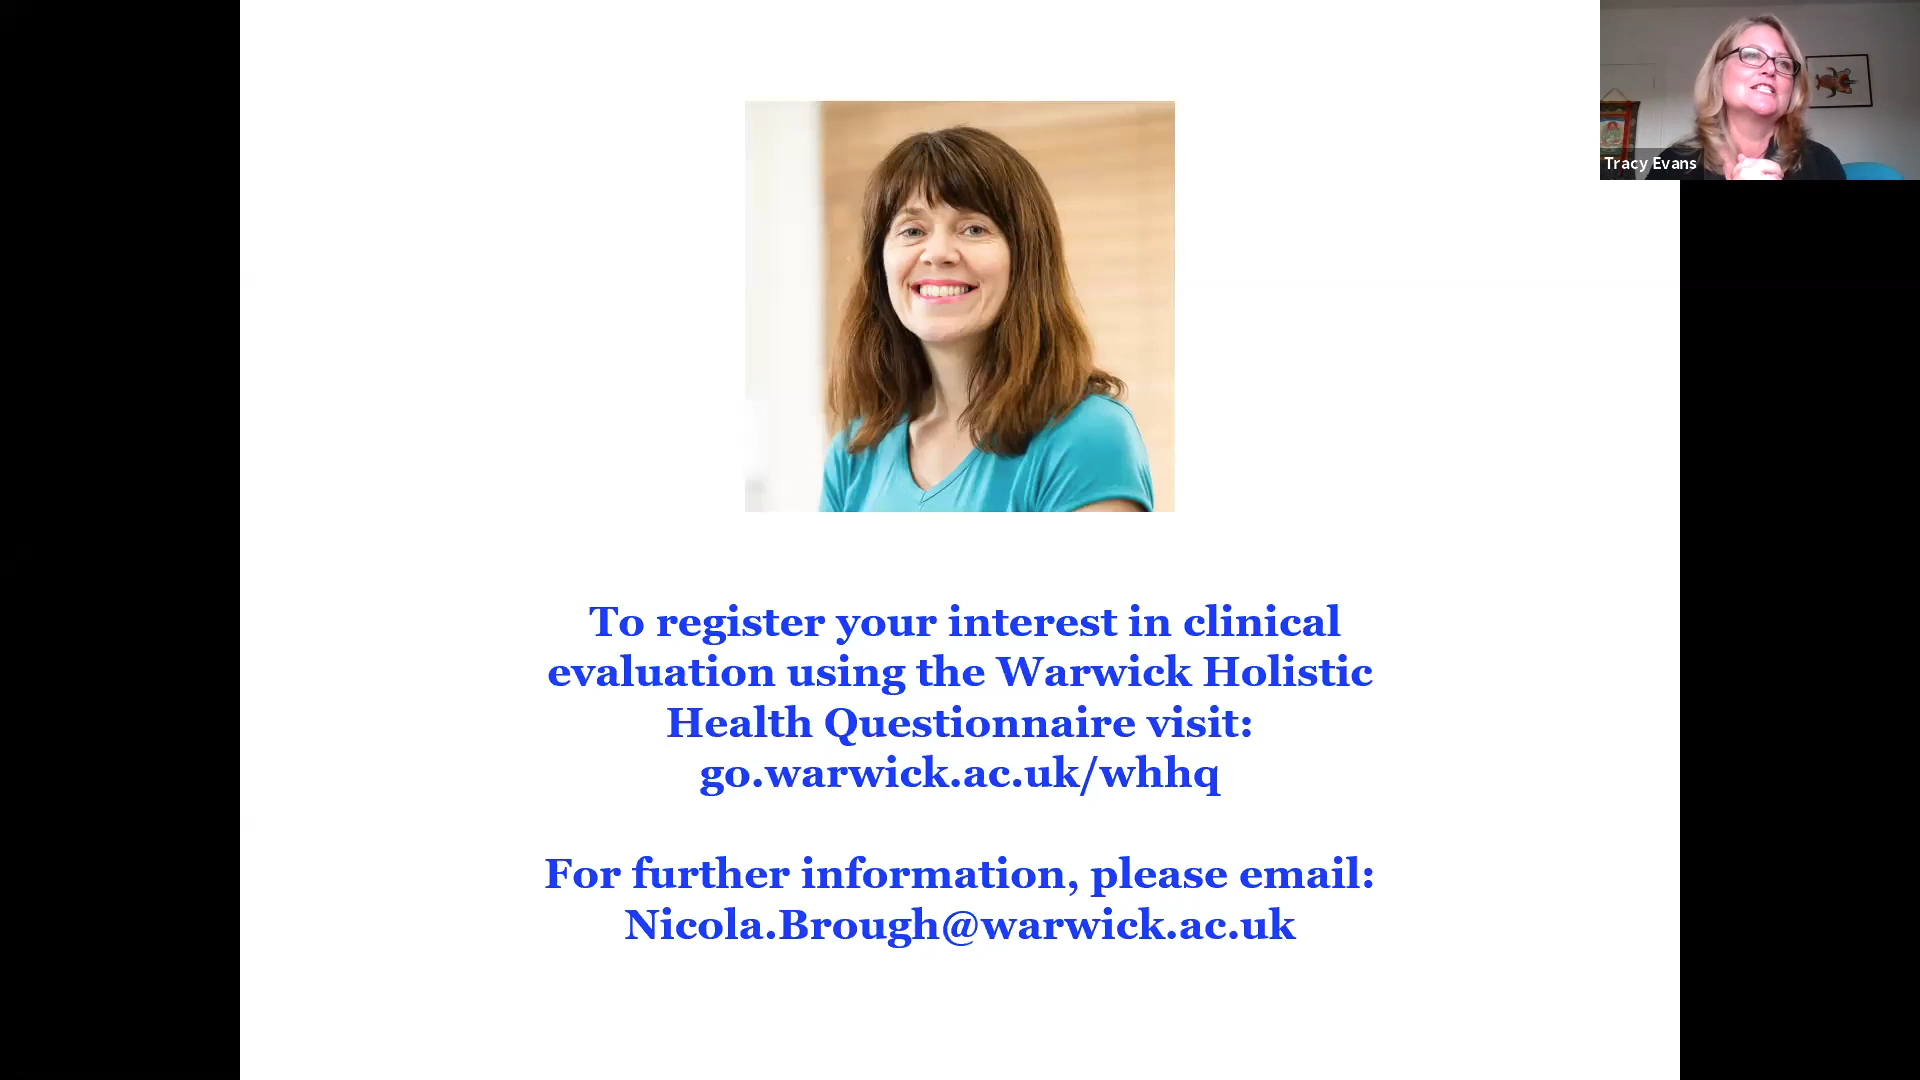 Tracy Evans
To register your interest in clinical
evaluation using the Warwick Holistic
Health Questionnaire visit:
go.warwick.ac.uk/whhq
For further information, please email:
Nicola.Brough@warwick.ac.uk